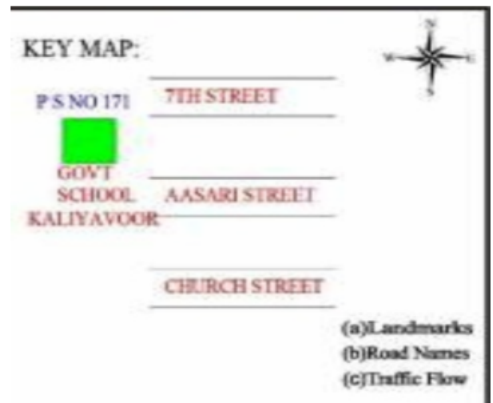 N
KEY MAP:
W E
S
P S NO 171
7TH STREET
GOVT
SCHOOL
KALIYAVOOR
AASARI STREET
CHURCH STREET
(a)Landmarks
(b)Road Names
(c)Traffic Flow